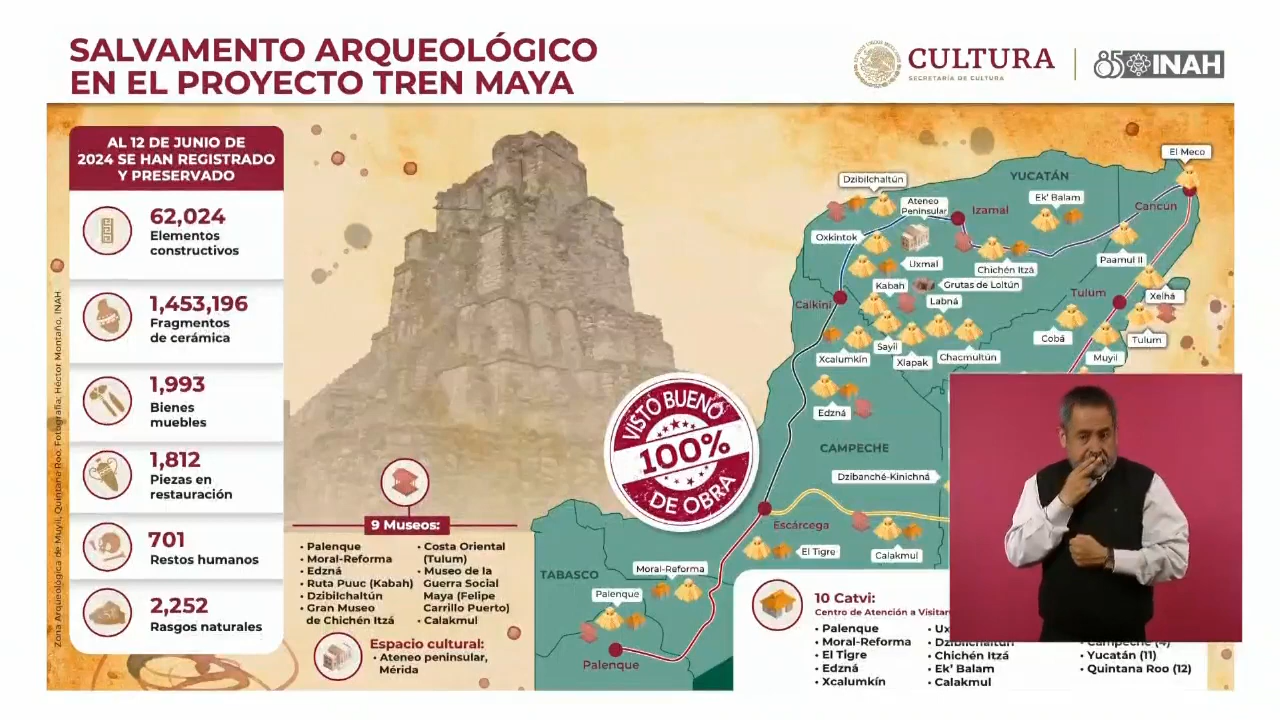 SALVAMENTO ARQUEOLÓGICO
EN EL PROYECTO TREN MAYA
CULTURA
SECRETARÍA DE CULTURA
85 INAH
AL 12 DE JUNIO DE
2024 SE HAN REGISTRADO
Y PRESERVADO
62,024
Elementos
constructivos
1,453,196
Fragmentos
de cerámica
1,993
Bienes
muebles
1,812
Piezas en
restauración
701
Restos humanos
2,252
Rasgos naturales
Zona Arqueológica de Muyil, Quintana Roo. Fotografía: Héctor Montaño, INAH
9 Museos:
• Palenque
• Moral-Reforma
• Edzná
• Ruta Puuc (Kabah)
• Dzibilchaltún
• Gran Museo
de Chichén Itzá
• Costa Oriental
(Tulum)
• Museo de la
Guerra Social
Maya (Felipe
Carrillo Puerto)
• Calakmul
Espacio cultural:
• Ateneo peninsular,
Mérida
VISTO BUENO
100%
DE OBRA
El Meco
YUCATÁN
Dzibilchaltún
Ateneo
Peninsular
Izamal
Ek' Balam
Cancún
Oxkintok
Uxmal
Chichén Itzá
Paamul II
Kabah
Grutas de Loltún
Labná
Calkiní
Tulum
Xelhá
Cobá
Tulum
Muyil
Xcalumkín
Sayil
Xlapak
Chacmultún
Edzná
CAMPECHE
Dzibanché-Kinichná
Escárcega
El Tigre
Calakmul
Moral-Reforma
TABASCO
Palenque
Palenque
10 Catvi:
Centro de Atención a Visitan
• Palenque
• Moral-Reforma
• El Tigre
• Edzná
• Xcalumkín
• Ux
• Dzibilchaltún
• Chichén Itzá
• Ek' Balam
• Calakmul
• Campeche (4)
• Yucatán (11)
• Quintana Roo (12)